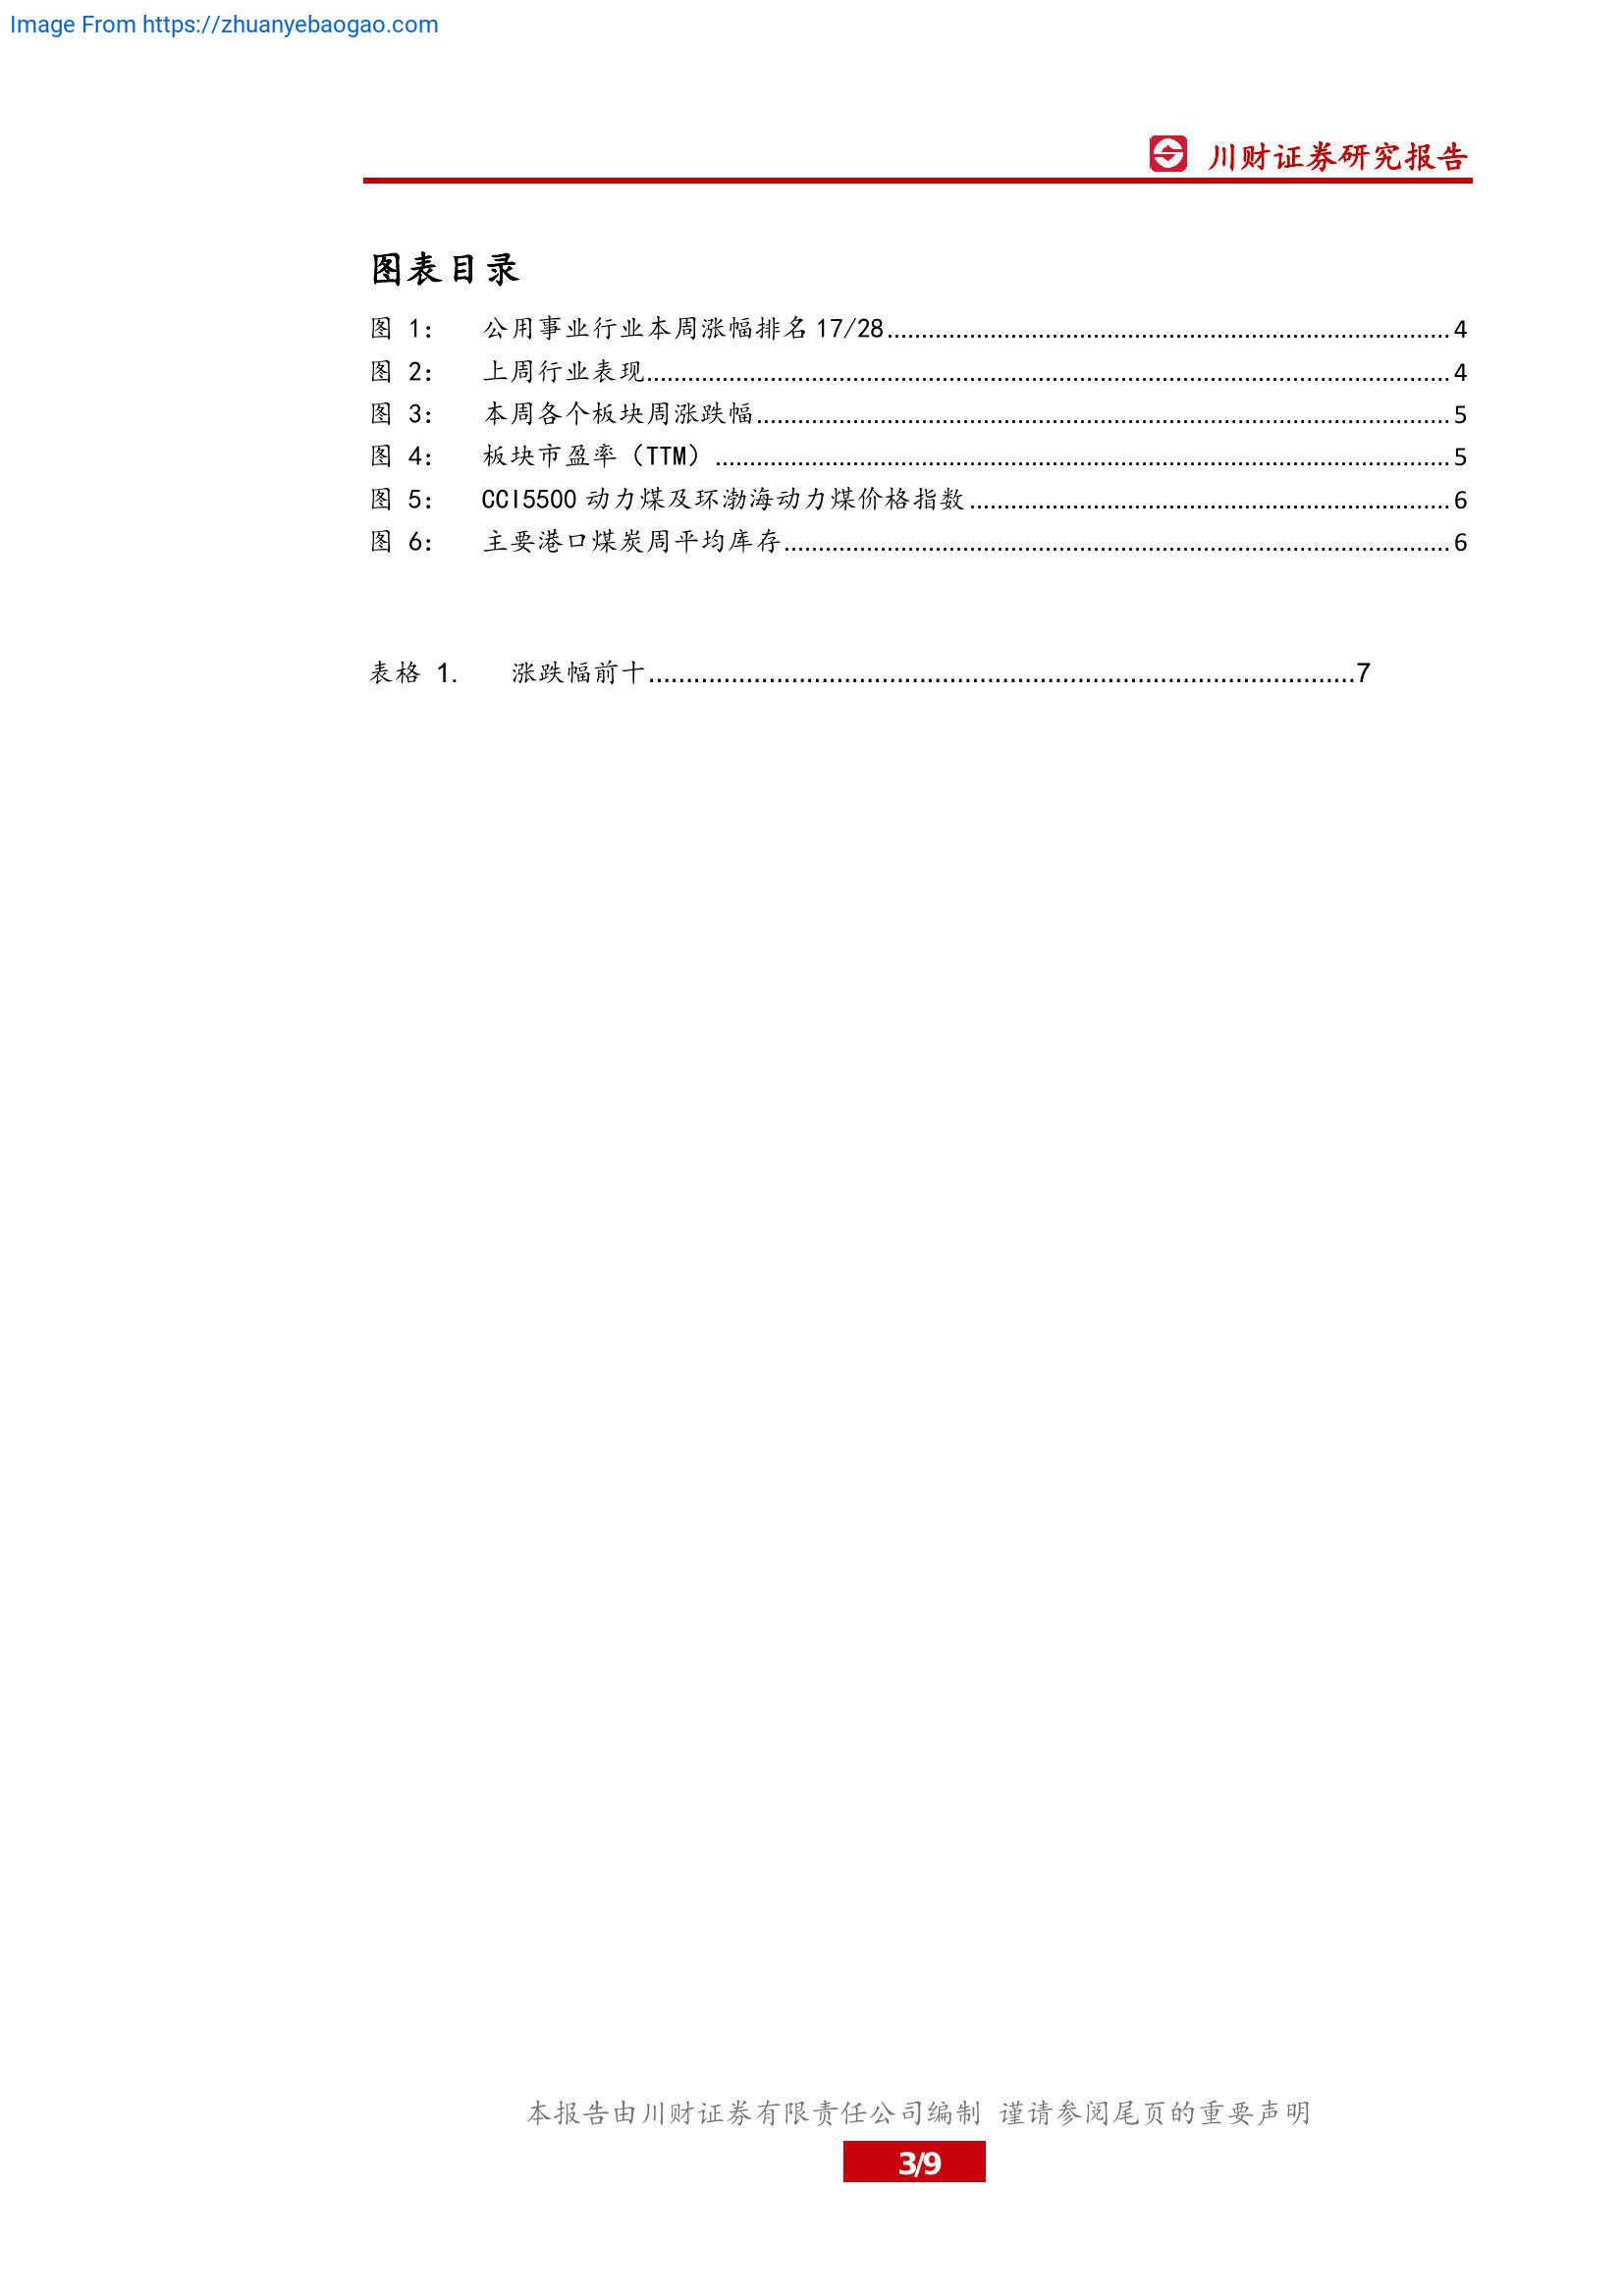 Image From https://zhuanyebaogao.com
川财证券研究报告
图表目录
图 1： 公用事业行业本周涨幅排名 17/28 4
图 2： 上周行业表现 4
图 3： 本周各个板块周涨跌幅 5
图 4： 板块市盈率（TTM） 5
图 5： CCI5500 动力煤及环渤海动力煤价格指数 6
图 6： 主要港口煤炭周平均库存 6
表格 1. 涨跌幅前十 7
本报告由川财证券有限责任公司编制 谨请参阅尾页的重要声明
3/9